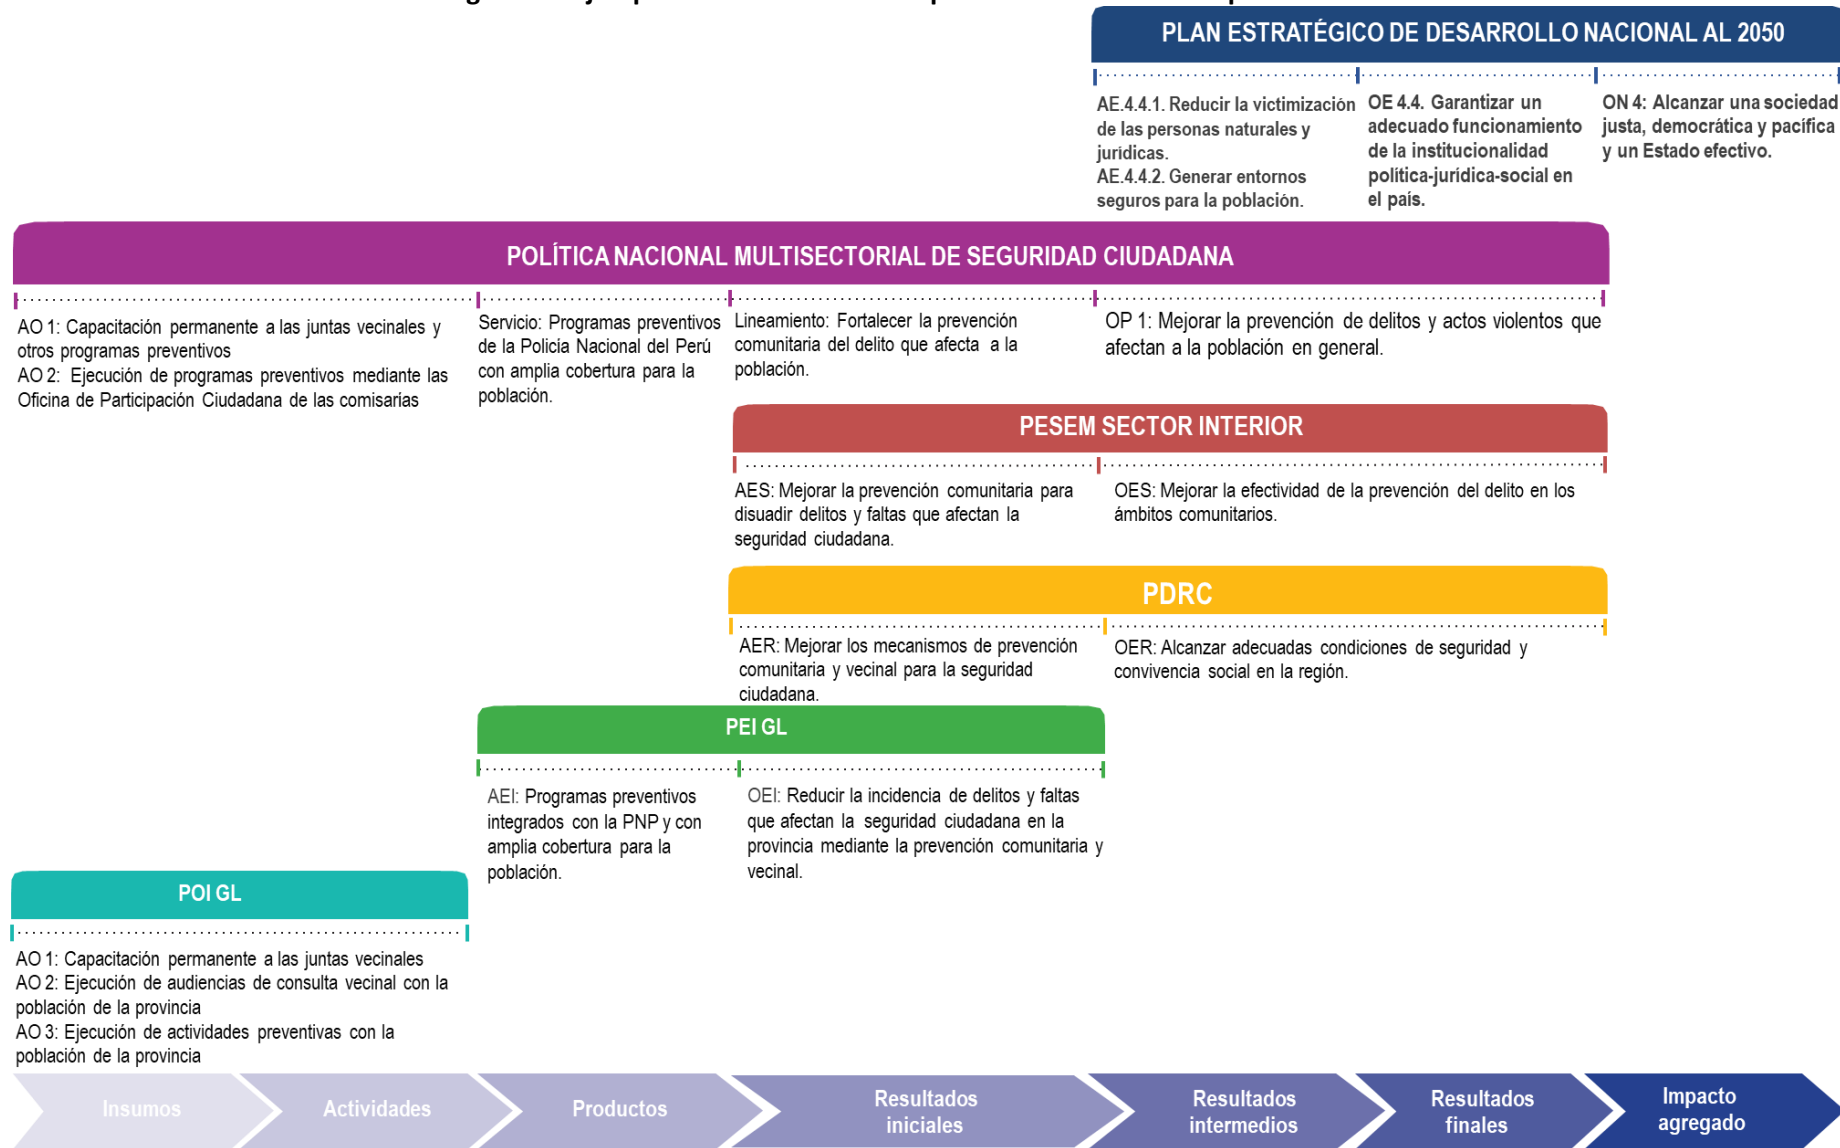 PLAN ESTRATÉGICO DE DESARROLLO NACIONAL AL 2050
AE.4.4.1. Reducir la victimización
de las personas naturales y
jurídicas.
AE.4.4.2. Generar entornos
seguros para la población.
OE 4.4. Garantizar un
adecuado funcionamiento
de la institucionalidad
política-jurídica-social en
el país.
ON 4: Alcanzar una sociedad
justa, democrática y pacífica
y un Estado efectivo.
POLÍTICA NACIONAL MULTISECTORIAL DE SEGURIDAD CIUDADANA
AO 1: Capacitación permanente a las juntas vecinales y
otros programas preventivos
AO 2: Ejecución de programas preventivos mediante las
Oficina de Participación Ciudadana de las comisarías
Servicio: Programas preventivos
de la Policía Nacional del Perú
con amplia cobertura para la
población.
Lineamiento: Fortalecer la prevención
comunitaria del delito que afecta a la
población.
OP 1: Mejorar la prevención de delitos y actos violentos que
afectan a la población en general.
PESEM SECTOR INTERIOR
AES: Mejorar la prevención comunitaria para
disuadir delitos y faltas que afectan la
seguridad ciudadana.
OES: Mejorar la efectividad de la prevención del delito en los
ámbitos comunitarios.
PDRC
AER: Mejorar los mecanismos de prevención
comunitaria y vecinal para la seguridad
ciudadana.
OER: Alcanzar adecuadas condiciones de seguridad y
convivencia social en la región.
PEI GL
AEI: Programas preventivos
integrados con la PNP y con
amplia cobertura para la
población.
OEI: Reducir la incidencia de delitos y faltas
que afectan la seguridad ciudadana en la
provincia mediante la prevención comunitaria y
vecinal.
POI GL
AO 1: Capacitación permanente a las juntas vecinales
AO 2: Ejecución de audiencias de consulta vecinal con la
población de la provincia
AO 3: Ejecución de actividades preventivas con la
población de la provincia
Insumos
Actividades
Productos
Resultados
iniciales
Resultados
intermedios
Resultados
finales
Impacto
agregado